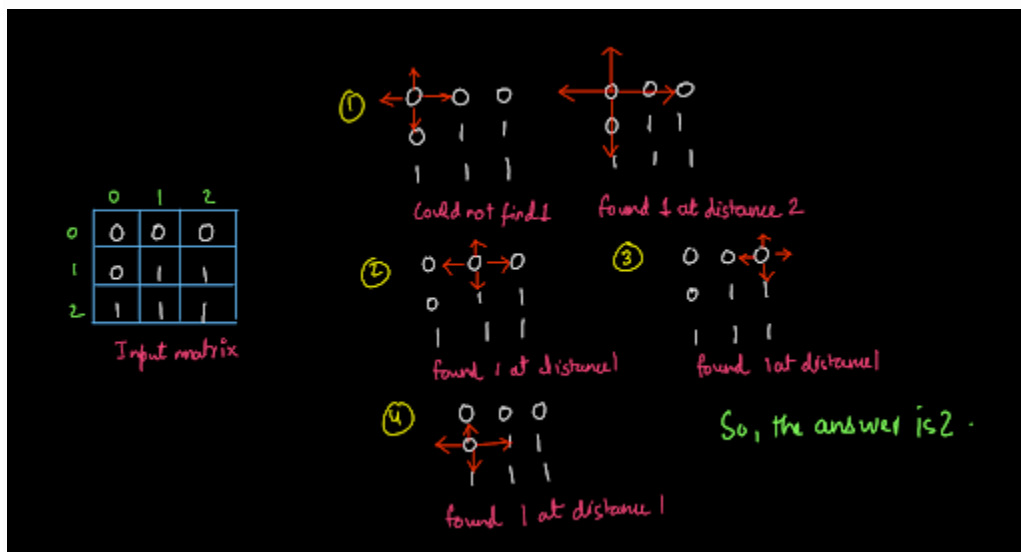 0 1 2
0 0 0 0
1 0 1 1
2 1 1 1
Input matrix
1
0 0 0
0 1 1
1 1 1
Could not find 1
0 0 0
0 1 1
1 1 1
found 1 at distance 2
2
0 0 0
0 1 1
1 1 1
found 1 at distance 1
3
0 0 0
0 1 1
1 1 1
found 1 at distance 1
4
0 0 0
0 1 1
1 1 1
found 1 at distance 1
So, the answer is 2.